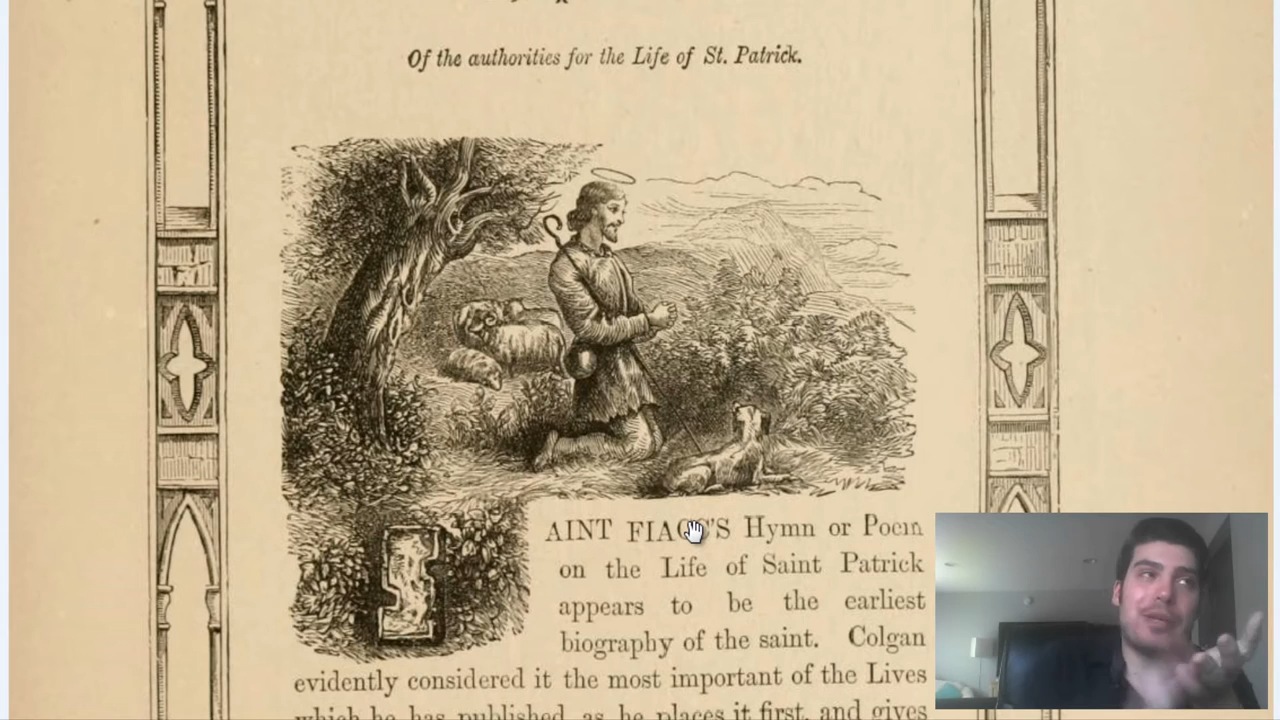 Of the authorities for the Life of St. Patrick.
SAINT FIACC'S Hymn or Poem
on the Life of Saint Patrick
appears to be the earliest
biography of the saint. Colgan
evidently considered it the most important of the Lives
which he has published, as he places it first, and gives